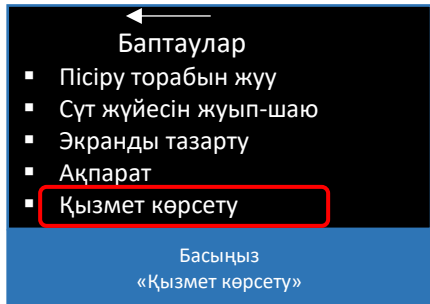 Баптаулар
▪ Пісіру торабын жуу
▪ Сүт жүйесін жуып-шаю
▪ Экранды тазарту
▪ Ақпарат
▪ Қызмет көрсету
Басыңыз
«Қызмет көрсету»